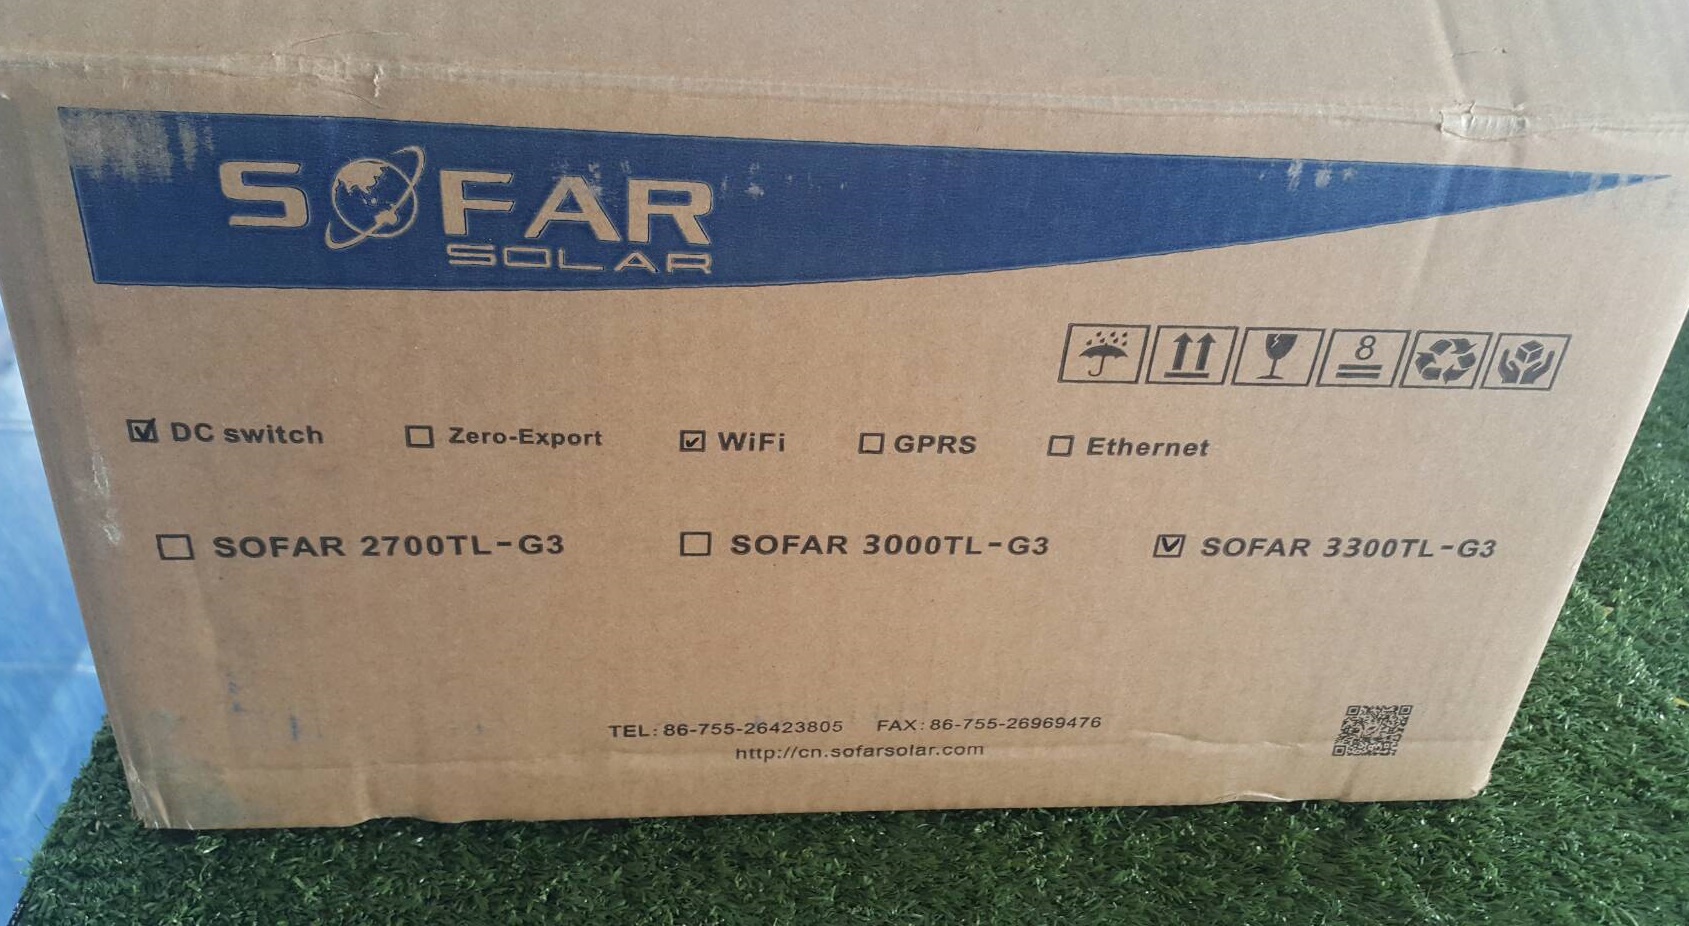 SOFAR
SOLAR
8
DC switch Zero-Export WiFi GPRS Ethernet
SOFAR 2700TL-G3 SOFAR 3000TL-G3 SOFAR 3300TL-G3
TEL: 86-755-26423805 FAX: 86-755-26969476
http://cn.sofarsolar.com